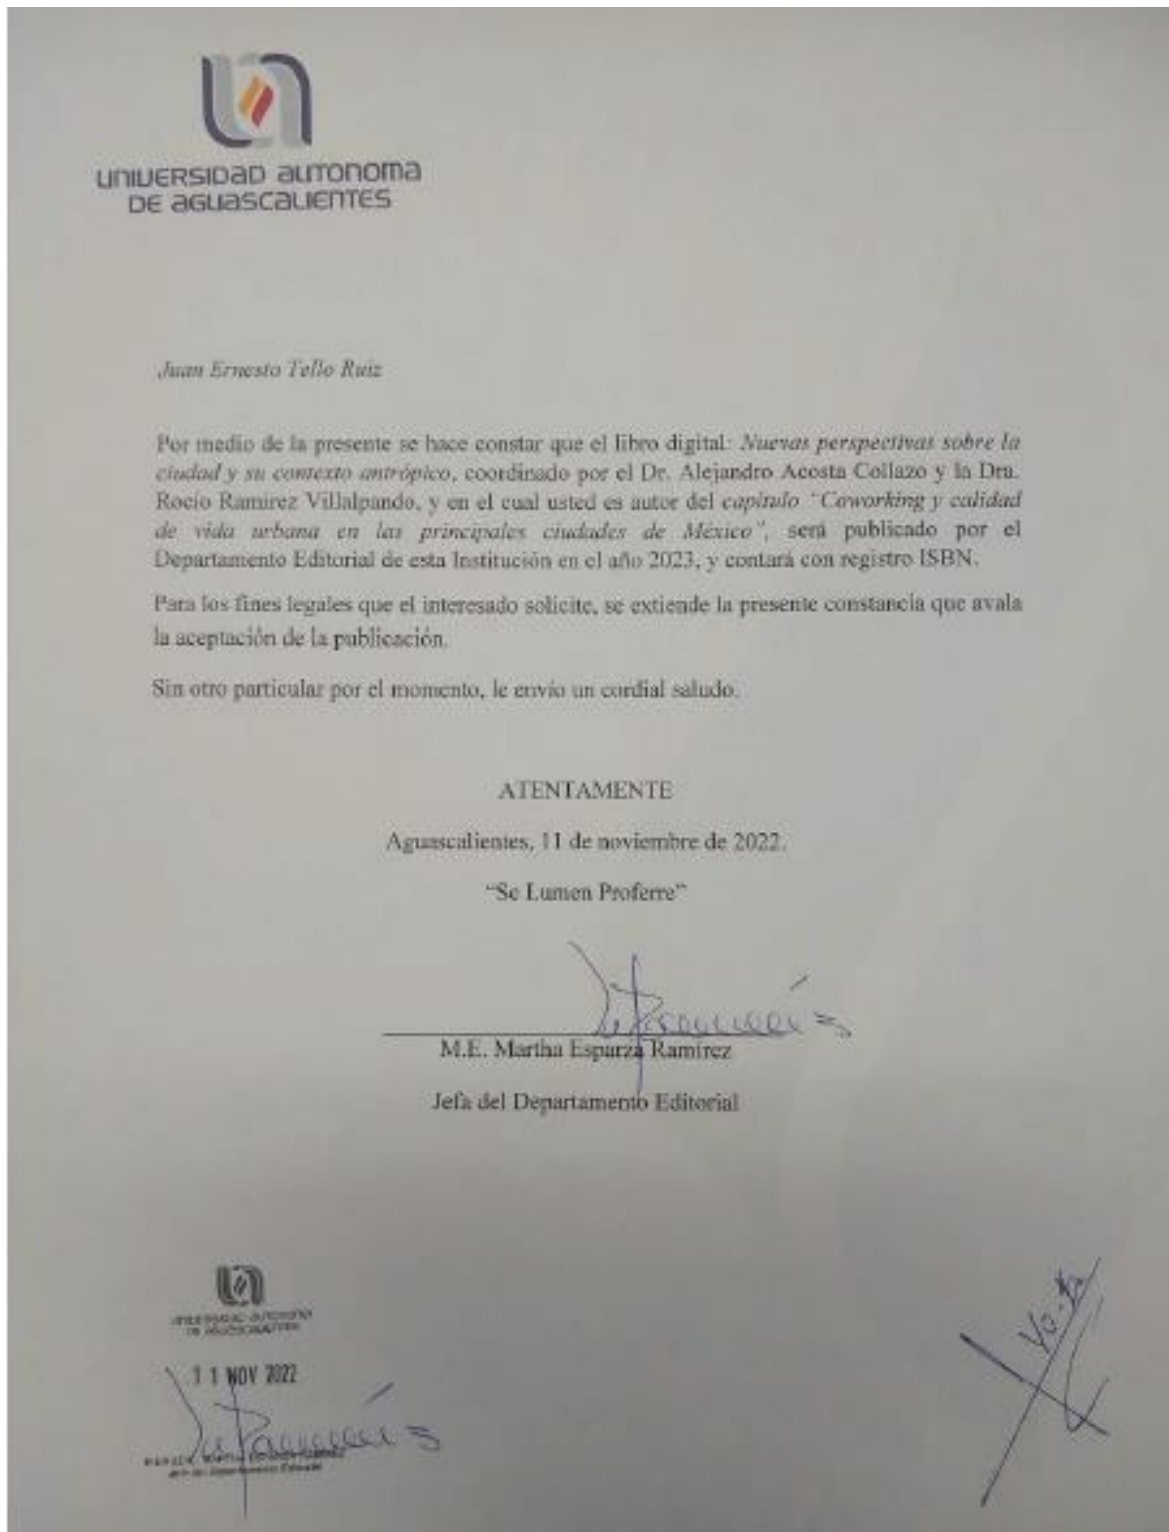 UNIVERSIDAD AUTONOMA
DE AGUASCALIENTES
Juan Ernesto Tello Ruiz
Por medio de la presente se hace constar que el libro digital: Nuevas perspectivas sobre la
ciudad y su contexto antrópico, coordinado por el Dr. Alejandro Acosta Collazo y la Dra.
Rocío Ramírez Villalpando, y en el cual usted es autor del capítulo "Coworking y calidad
de vida urbana en las principales ciudades de México", será publicado por el
Departamento Editorial de esta Institución en el año 2023, y contará con registro ISBN.
Para los fines legales que el interesado solicite, se extiende la presente constancia que avala
la aceptación de la publicación.
Sin otro particular por el momento, le envío un cordial saludo.
ATENTAMENTE
Aguascalientes, 11 de noviembre de 2022.
“Se Lumen Proferre”
M.E. Martha Esparza Ramírez
Jefa del Departamento Editorial
UNIVERSIDAD AUTONOMA
DE AGUASCALIENTES
11 NOV 2022